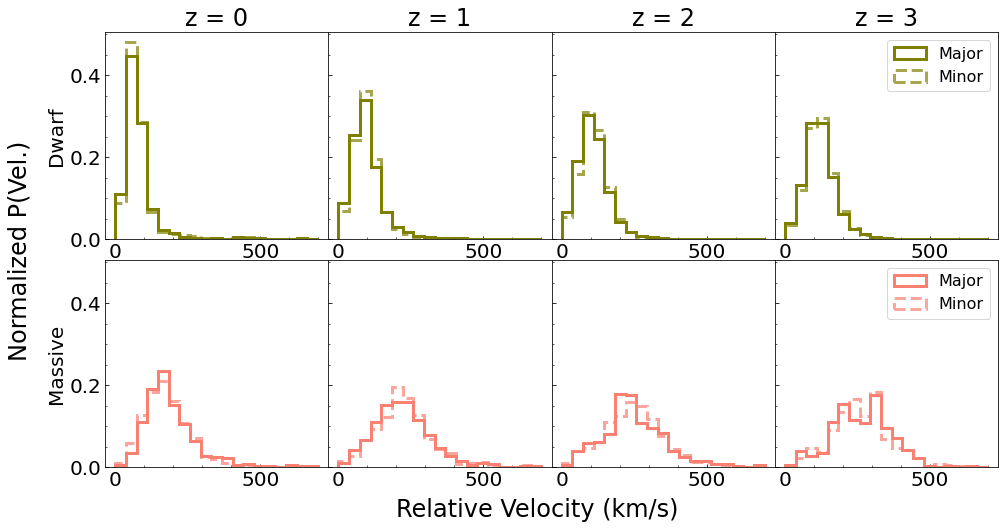 z = 0
z = 1
z = 2
z = 3
Normalized P(Vel.)
Dwarf
0.4
0.2
0.0
Major
Minor
0
500
0
500
0
500
0
500
Massive
0.4
0.2
0.0
Major
Minor
0
500
0
500
0
500
0
500
Relative Velocity (km/s)